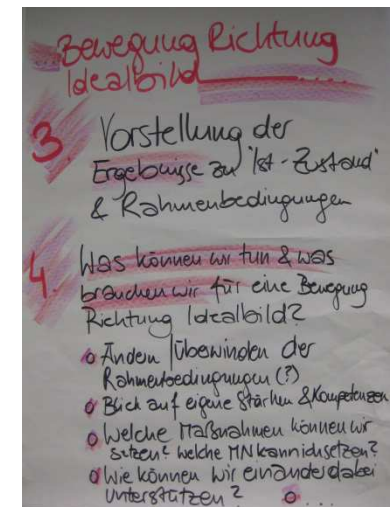 Bewegung Richtung
Idealbild ....
3 Vorstellung der
Ergebnisse zu "Ist-Zustand"
& Rahmenbedingungen
4. Was können wir tun & was
brauchen wir für eine Bewegung
Richtung Idealbild?
o Ändern / Überwinden der
Rahmenbedingungen (?)
o Blick auf eigene Stärken & Kompetenzen
o Welche Maßnahmen können wir
setzen? Welche MN kann ich setzen?
o Wie können wir einander dabei
unterstützen? o ...